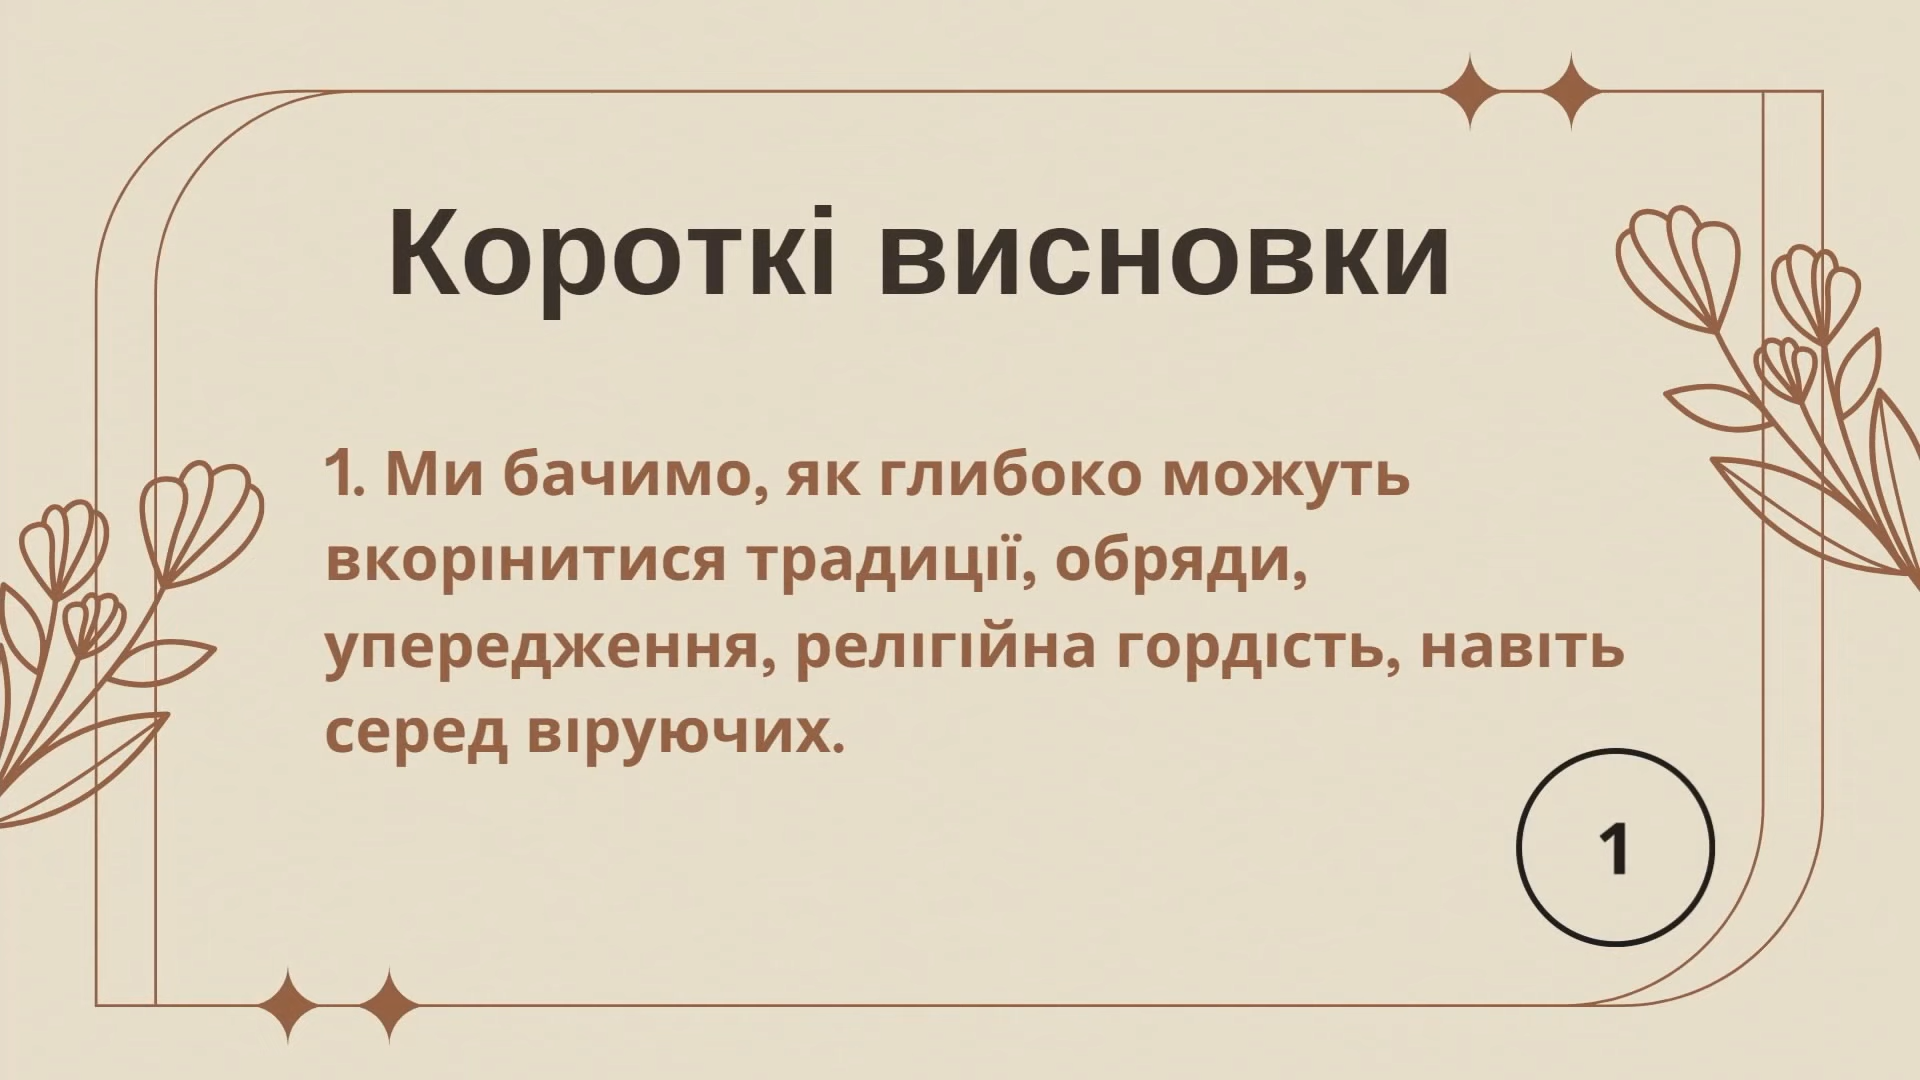 Короткі висновки
1. Ми бачимо, як глибоко можуть
вкорінитися традиції, обряди,
упередження, релігійна гордість, навіть
серед віруючих.
1